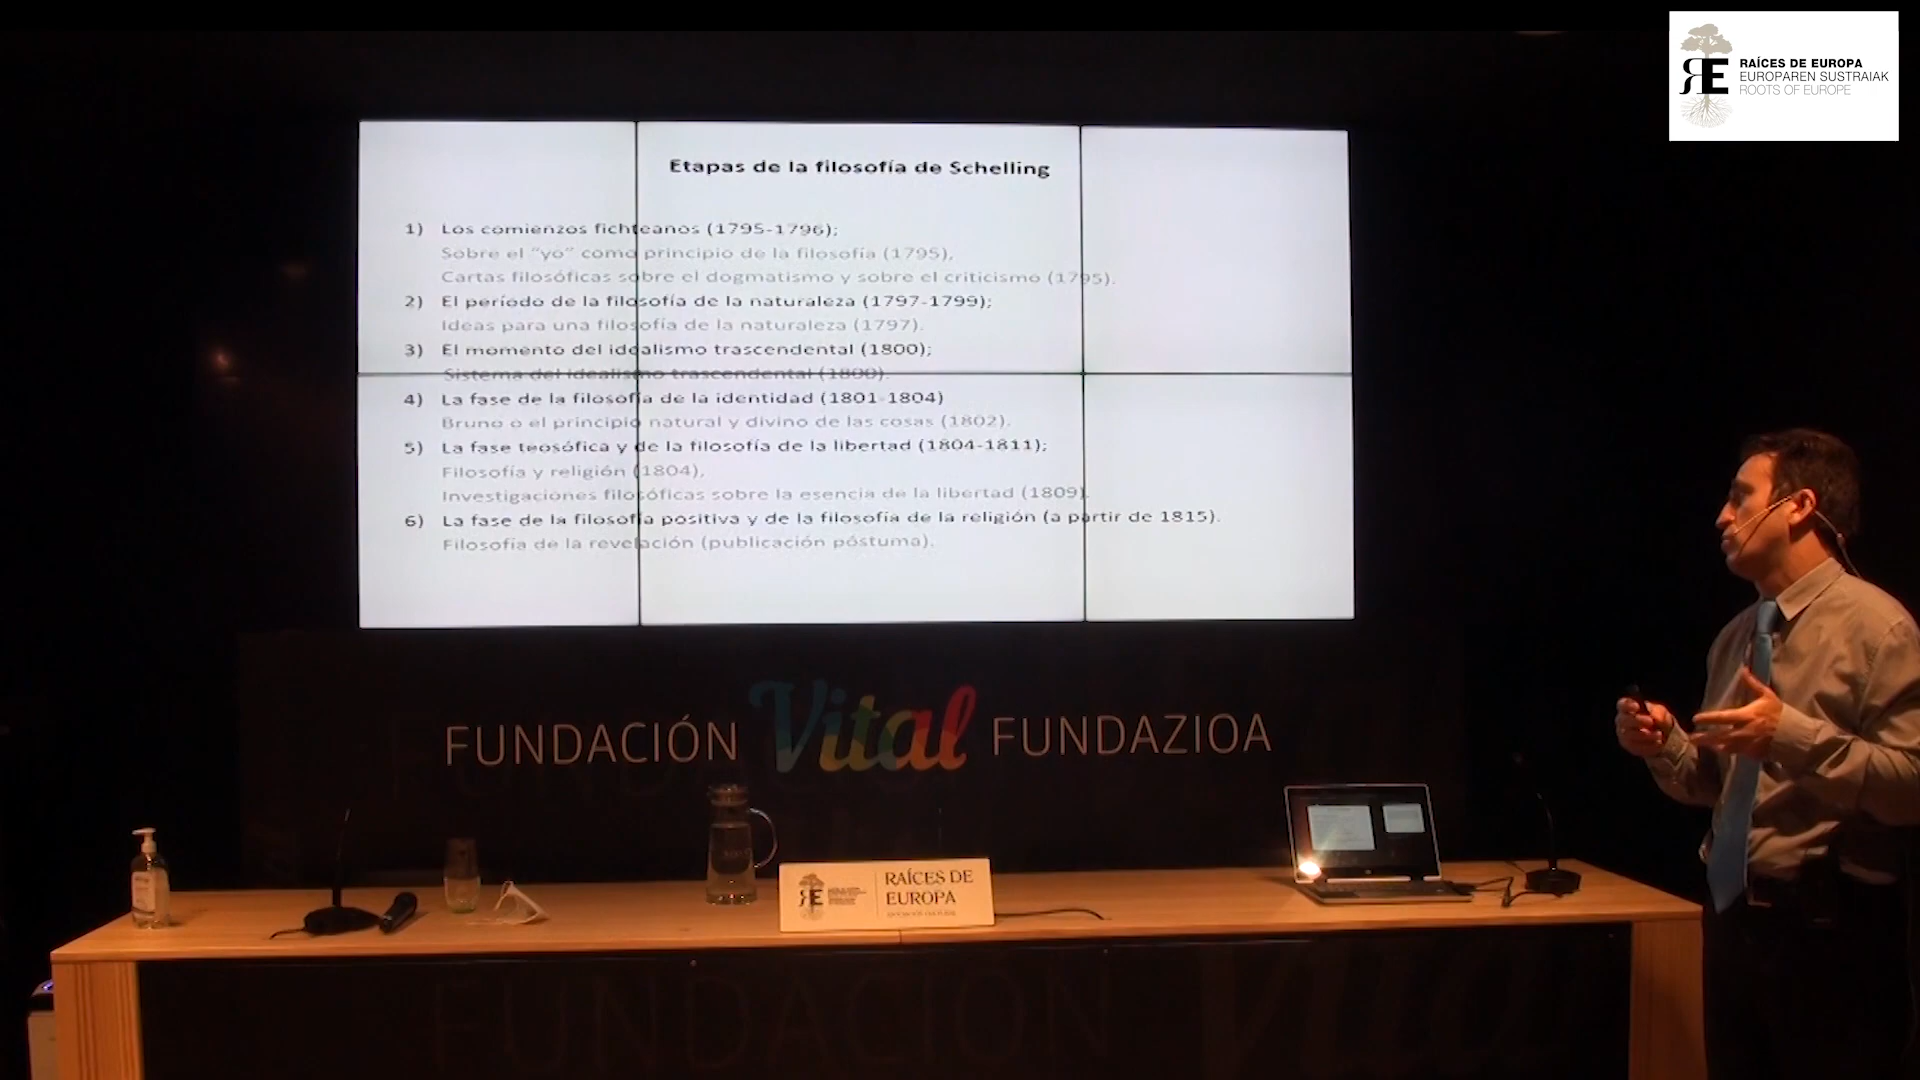 RAÍCES DE EUROPA
EUROPAREN SUSTRAIAK
ROOTS OF EUROPE
Etapas de la filosofía de Schelling
1) Los comienzos fichteanos (1795-1796);
Sobre el "yo" como principio de la filosofía (1795),
Cartas filosóficas sobre el dogmatismo y sobre el criticismo (1795).
2) El período de la filosofía de la naturaleza (1797-1799);
Ideas para una filosofía de la naturaleza (1797).
3) El momento del idealismo trascendental (1800);
Sistema del idealismo trascendental (1800).
4) La fase de la filosofía de la identidad (1801-1804)
Bruno o el principio natural y divino de las cosas (1802).
5) La fase teosófica y de la filosofía de la libertad (1804-1811);
Filosofía y religión (1804),
Investigaciones filosóficas sobre la esencia de la libertad (1809).
6) La fase de la filosofía positiva y de la filosofía de la religión (a partir de 1815).
Filosofía de la revelación (publicación póstuma).
FUNDACIÓN Vital FUNDAZIOA
RE
RAÍCES DE
EUROPA
FUNDACIÓN Vital